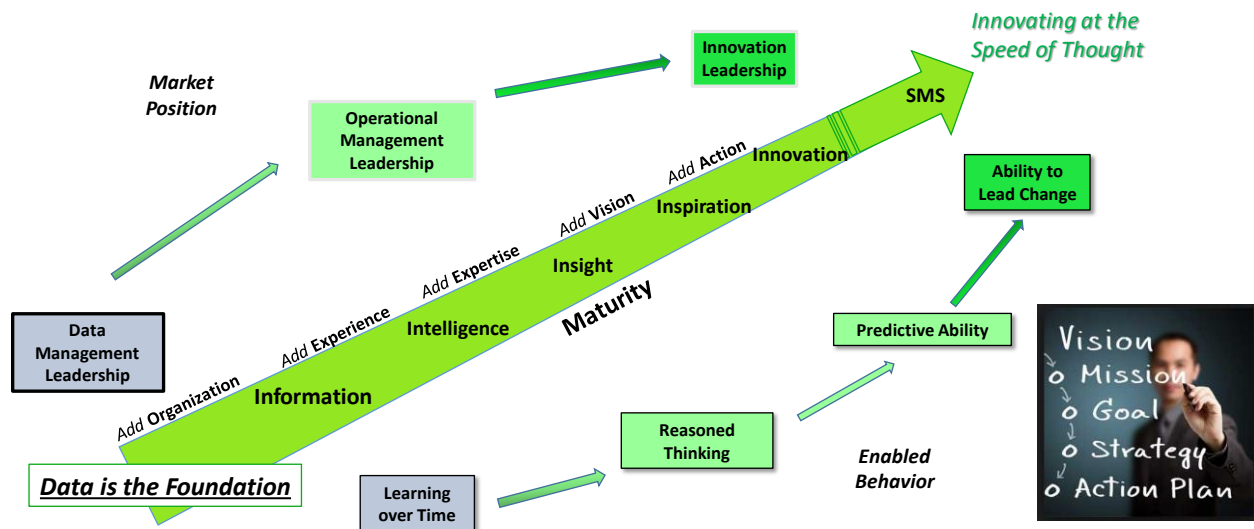 Innovating at the
Speed of Thought
Market
Position
Innovation
Leadership
Operational
Management
Leadership
Data
Management
Leadership
SMS
Add Organization
Add Experience
Add Expertise
Add Vision
Add Action
Information
Intelligence
Insight
Inspiration
Innovation
Maturity
Data is the Foundation
Learning
over Time
Reasoned
Thinking
Predictive Ability
Ability to
Lead Change
Enabled
Behavior
Vision
Mission
Goal
Strategy
Action Plan